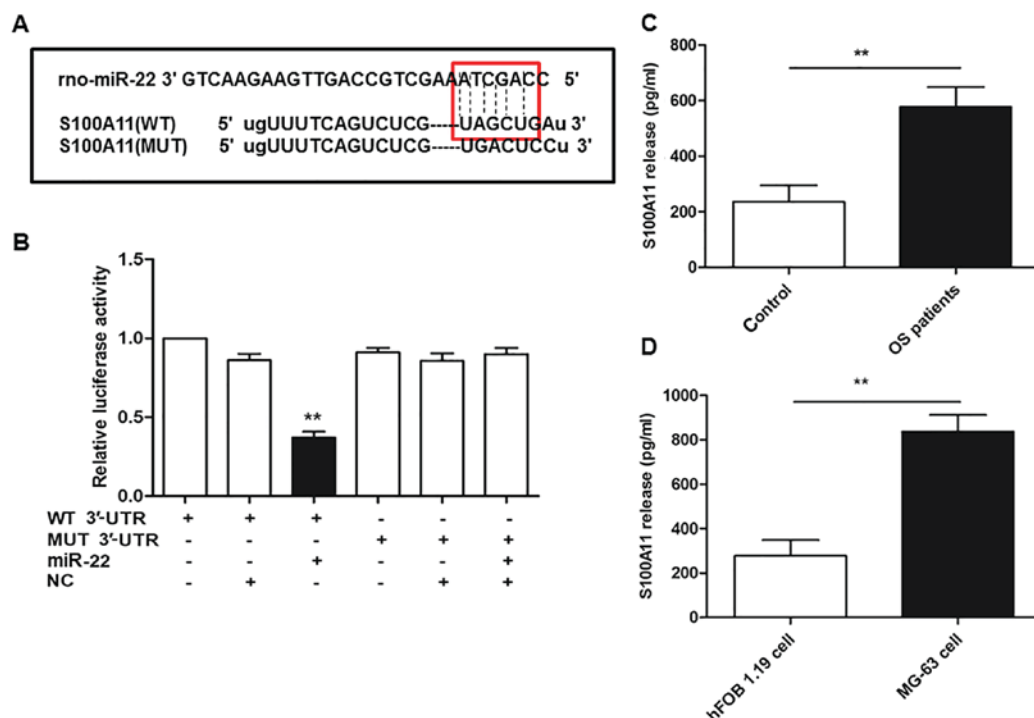 A
rno-miR-22 3' GTCAAGAAGTTGACCGTCGAAATCGACC 5'
S100A11(WT) 5' ugUUUTCAGUCUCG-----UAGCUGAu 3'
S100A11(MUT) 5' ugUUUTCAGUCUCG-----UGACUCCu 3'
B
Relative luciferase activity
1.5
1.0
0.5
0.0
**
WT 3'-UTR + + + - - -
MUT 3'-UTR - - - + + +
miR-22 - - + - - +
NC - + - - + +
C
S100A11 release (pg/ml)
800
600
400
200
0
**
Control
OS patients
D
S100A11 release (pg/ml)
1000
800
600
400
200
0
**
hFOB 1.19 cell
MG-63 cell